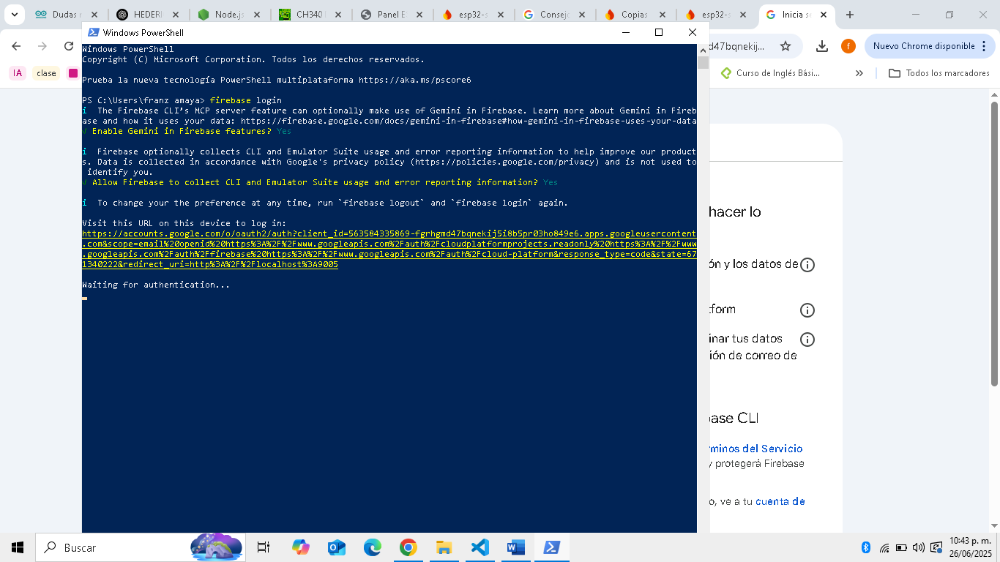 Dudas
HEDERI
Node.js
CH340
Panel E
esp32-s
Consejo
Copias
esp32-s
Inicia se
Windows PowerShell
d47bqnekij...
f
Nuevo Chrome disponible
IA
clase
Curso de Inglés Bási...
Todos los marcadores
Windows PowerShell
Copyright (C) Microsoft Corporation. Todos los derechos reservados.
Prueba la nueva tecnología PowerShell multiplataforma https://aka.ms/pscore6
PS C:\Users\franz amaya> firebase login
i  The Firebase CLI's MCP server feature can optionally make use of Gemini in Firebase. Learn more about Gemini in Fireb
ase and how it uses your data: https://firebase.google.com/docs/gemini-in-firebase#how-gemini-in-firebase-uses-your-data
√ Enable Gemini in Firebase features? Yes
i  Firebase optionally collects CLI and Emulator Suite usage and error reporting information to help improve our product
s. Data is collected in accordance with Google's privacy policy (https://policies.google.com/privacy) and is not used to
identify you.
√ Allow Firebase to collect CLI and Emulator Suite usage and error reporting information? Yes
i  To change your the preference at any time, run `firebase logout` and `firebase login` again.
Visit this URL on this device to log in:
https://accounts.google.com/o/oauth2/auth?client_id=563584335869-fgrhgmd47bqnekij5i8b5pr03ho849e6.apps.googleusercontent
.com&scope=email%20openid%20https%3A%2F%2Fwww.googleapis.com%2Fauth%2Fcloudplatformprojects.readonly%20https%3A%2F%2Fwww
.googleapis.com%2Fauth%2Ffirebase%20https%3A%2F%2Fwww.googleapis.com%2Fauth%2Fcloud-platform&response_type=code&state=67
1340222&redirect_uri=http%3A%2F%2Flocalhost%3A9005
Waiting for authentication...
hacer lo
ón y los datos de
tform
inar tus datos
ión de correo de
ase CLI
rminos del Servicio
y protegerá Firebase
o, ve a tu cuenta de
Buscar
10:43 p. m.
26/06/2025